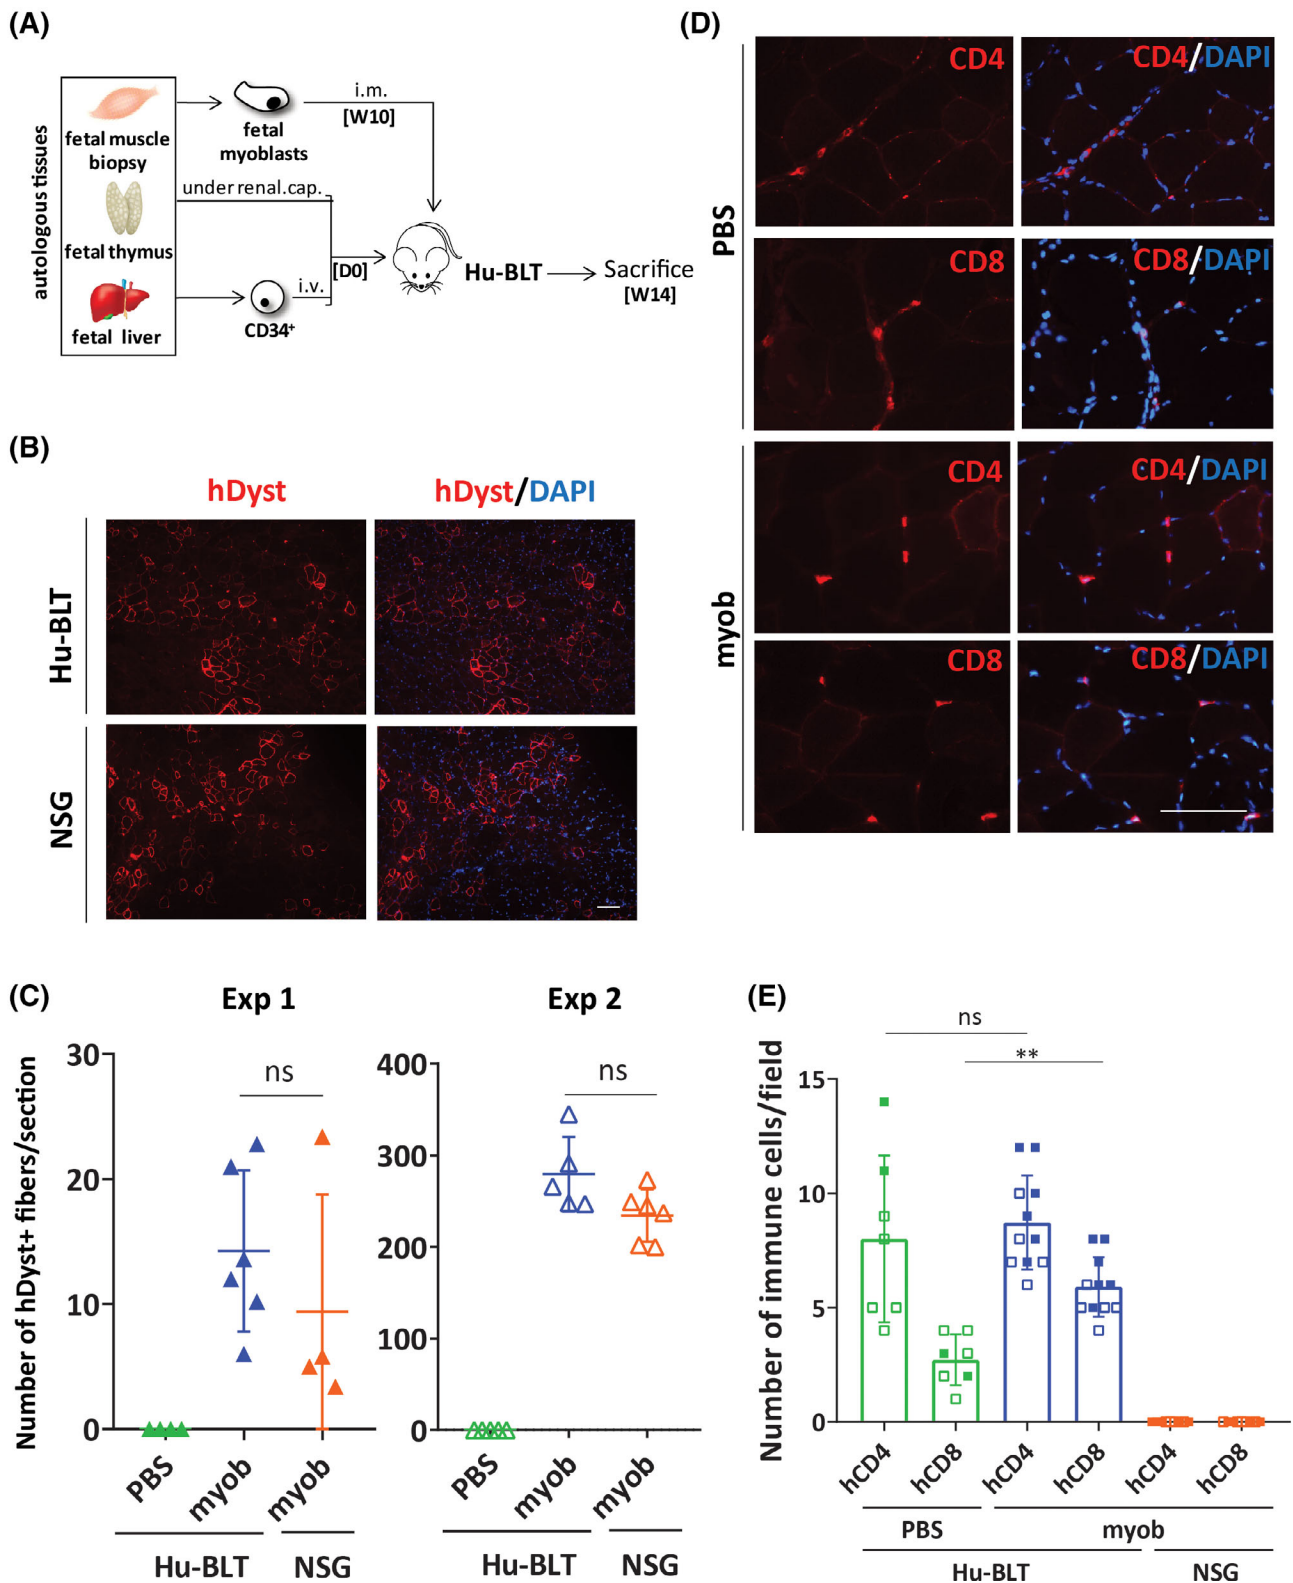 (A)
autologous tissues
fetal muscle
biopsy
fetal thymus
fetal liver
fetal
myoblasts
i.m.
[W10]
under renal.cap.
[D0]
i.v.
CD34+
Hu-BLT
Sacrifice
[W14]
(B)
hDyst
hDyst/DAPI
Hu-BLT
NSG
(C)
Exp 1
Exp 2
Number of hDyst+ fibers/section
30
20
10
0
ns
PBS
myob
myob
Hu-BLT
NSG
400
300
200
100
0
ns
PBS
myob
myob
Hu-BLT
NSG
(D)
PBS
CD4
CD4/DAPI
CD8
CD8/DAPI
myob
CD4
CD4/DAPI
CD8
CD8/DAPI
(E)
Number of immune cells/field
ns
**
15
10
5
0
hCD4
hCD8
hCD4
hCD8
hCD4
hCD8
PBS
myob
Hu-BLT
NSG